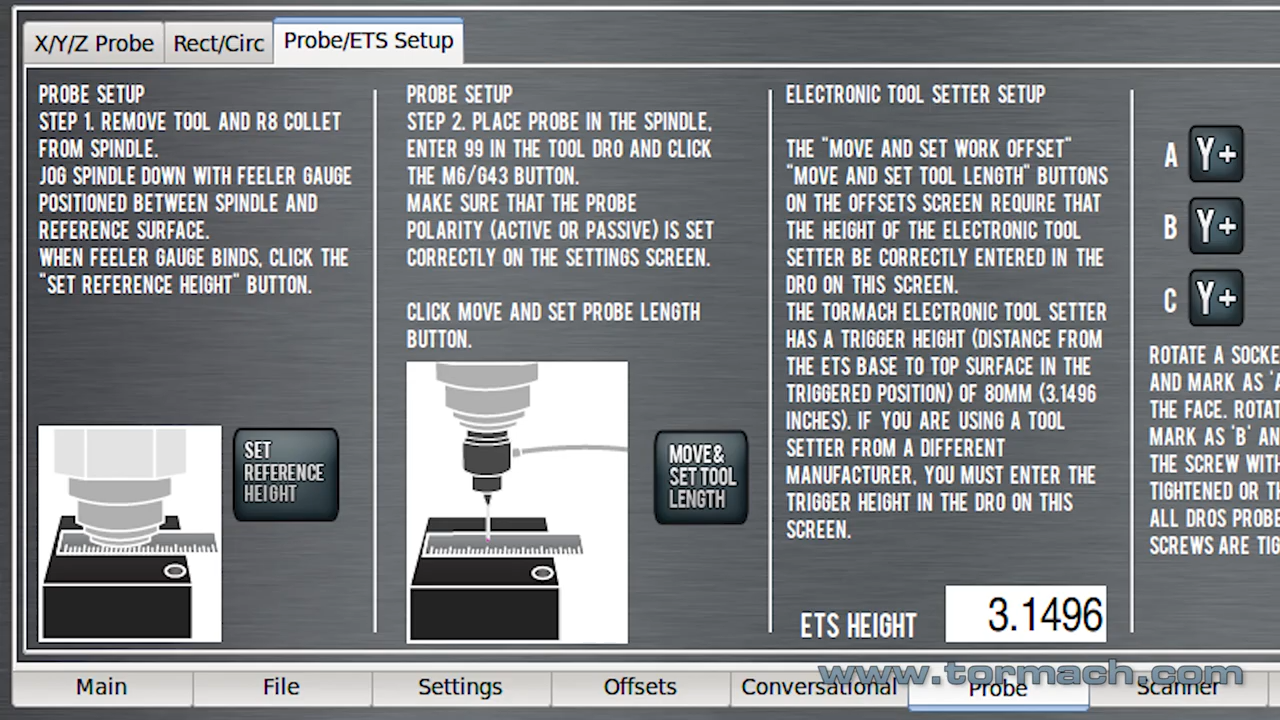 X/Y/Z Probe
Rect/Circ
Probe/ETS Setup
PROBE SETUP
STEP 1. REMOVE TOOL AND R8 COLLET
FROM SPINDLE.
JOG SPINDLE DOWN WITH FEELER GAUGE
POSITIONED BETWEEN SPINDLE AND
REFERENCE SURFACE.
WHEN FEELER GAUGE BINDS, CLICK THE
"SET REFERENCE HEIGHT" BUTTON.
SET
REFERENCE
HEIGHT
PROBE SETUP
STEP 2. PLACE PROBE IN THE SPINDLE,
ENTER 99 IN THE TOOL DRO AND CLICK
THE M6/G43 BUTTON.
MAKE SURE THAT THE PROBE
POLARITY (ACTIVE OR PASSIVE) IS SET
CORRECTLY ON THE SETTINGS SCREEN.
CLICK MOVE AND SET PROBE LENGTH
BUTTON.
MOVE &
SET TOOL
LENGTH
ELECTRONIC TOOL SETTER SETUP
THE "MOVE AND SET WORK OFFSET"
"MOVE AND SET TOOL LENGTH" BUTTONS
ON THE OFFSETS SCREEN REQUIRE THAT
THE HEIGHT OF THE ELECTRONIC TOOL
SETTER BE CORRECTLY ENTERED IN THE
DRO ON THIS SCREEN.
THE TORMACH ELECTRONIC TOOL SETTER
HAS A TRIGGER HEIGHT (DISTANCE FROM
THE ETS BASE TO TOP SURFACE IN THE
TRIGGERED POSITION) OF 80MM (3.1496
INCHES). IF YOU ARE USING A TOOL
SETTER FROM A DIFFERENT
MANUFACTURER, YOU MUST ENTER THE
TRIGGER HEIGHT IN THE DRO ON THIS
SCREEN.
ETS HEIGHT 3.1496
A Y+
B Y+
C Y+
ROTATE A SOCKE
AND MARK AS 'A
THE FACE. ROTAT
MARK AS 'B' AN
THE SCREW WITH
TIGHTENED OR TH
ALL DROS PROBE
SCREWS ARE TIG
www.tormach.com
Main
File
Settings
Offsets
Conversational
Probe
Scanner